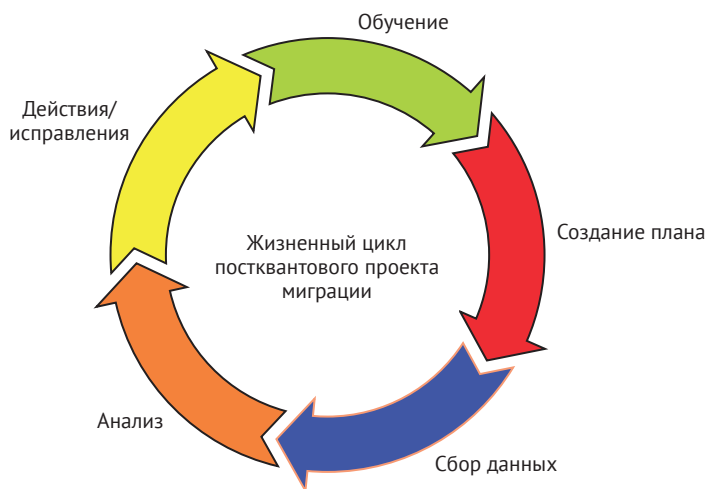 Обучение
Действия/
исправления
Создание плана
Жизненный цикл
постквантового проекта
миграции
Анализ
Сбор данных